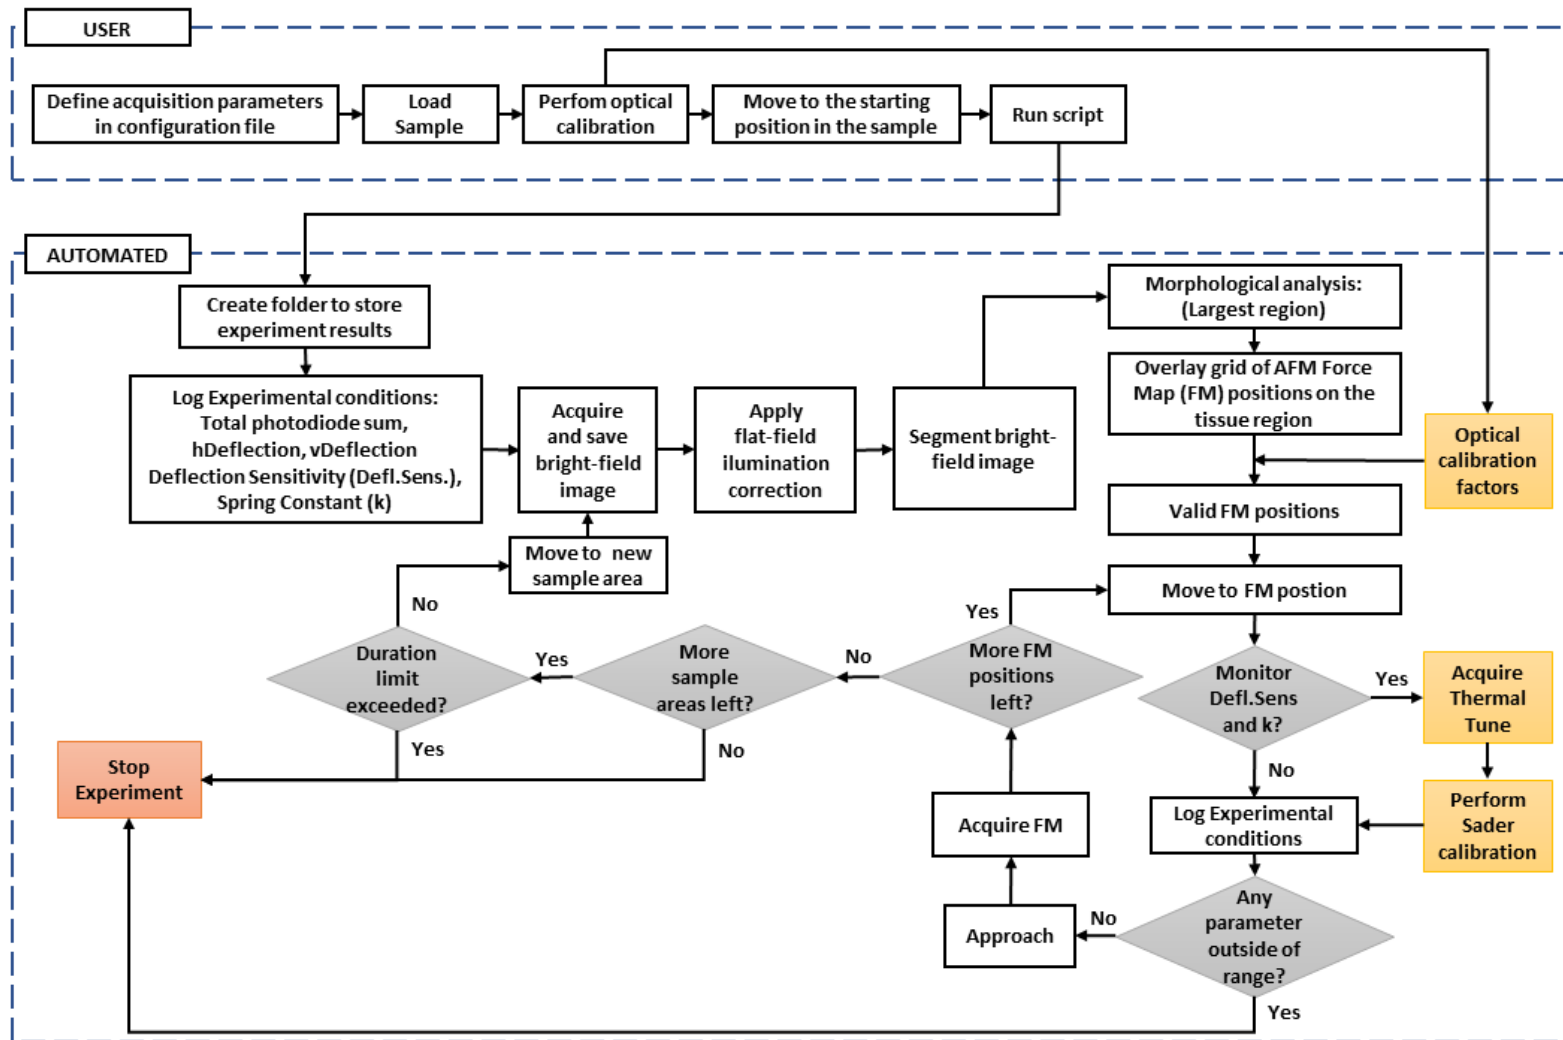 USER
Define acquisition parameters
in configuration file
Load
Sample
Perfom optical
calibration
Move to the starting
position in the sample
Run script
AUTOMATED
Create folder to store
experiment results
Log Experimental conditions:
Total photodiode sum,
hDeflection, vDeflection
Deflection Sensitivity (Defl.Sens.),
Spring Constant (k)
Acquire
and save
bright-field
image
Apply
flat-field
ilumination
correction
Segment bright-
field image
Morphological analysis:
(Largest region)
Overlay grid of AFM Force
Map (FM) positions on the
tissue region
Optical
calibration
factors
Valid FM positions
Move to FM postion
Move to new
sample area
No
Duration
limit
exceeded?
Yes
Yes
More
sample
areas left?
No
No
More FM
positions
left?
Yes
Monitor
Defl.Sens
and k?
Yes
No
Acquire
Thermal
Tune
Perform
Sader
calibration
Log Experimental
conditions
Any
parameter
outside of
range?
No
Yes
Approach
Acquire FM
Stop
Experiment